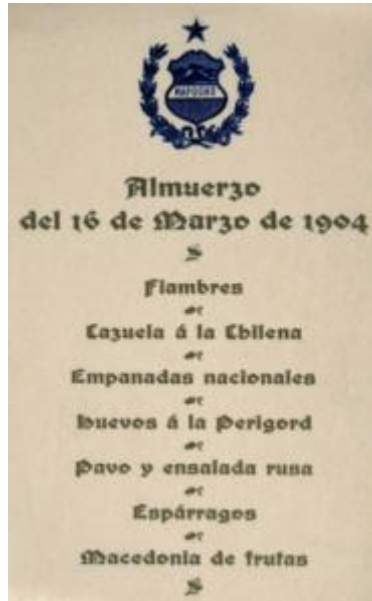 MAPOCHO
Almuerzo
del 16 de Marzo de 1904
Fiambres
Cazuela á la Chilena
Empanadas nacionales
Huevos á la Perigord
Pavo y ensalada rusa
Espárragos
Macedonia de frutas